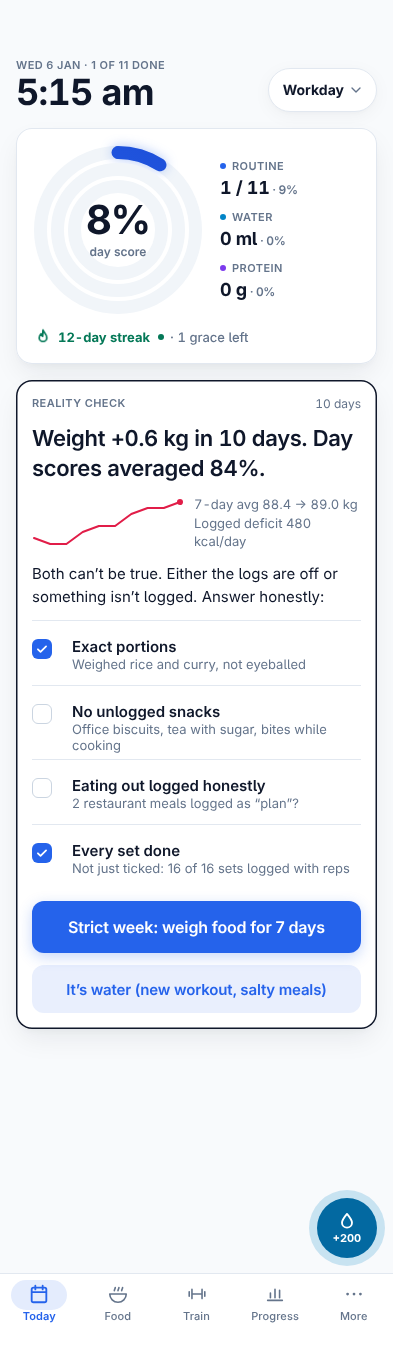 WED 6 JAN · 1 OF 11 DONE
5:15 am
Workday
8%
day score
ROUTINE
1 / 11 · 9%
WATER
0 ml · 0%
PROTEIN
0 g · 0%
12-day streak · 1 grace left
REALITY CHECK
10 days
Weight +0.6 kg in 10 days. Day
scores averaged 84%.
7-day avg 88.4 → 89.0 kg
Logged deficit 480
kcal/day
Both can’t be true. Either the logs are off or
something isn’t logged. Answer honestly:
Exact portions
Weighed rice and curry, not eyeballed
No unlogged snacks
Office biscuits, tea with sugar, bites while
cooking
Eating out logged honestly
2 restaurant meals logged as “plan”?
Every set done
Not just ticked: 16 of 16 sets logged with reps
Strict week: weigh food for 7 days
It’s water (new workout, salty meals)
+200
Today
Food
Train
Progress
More